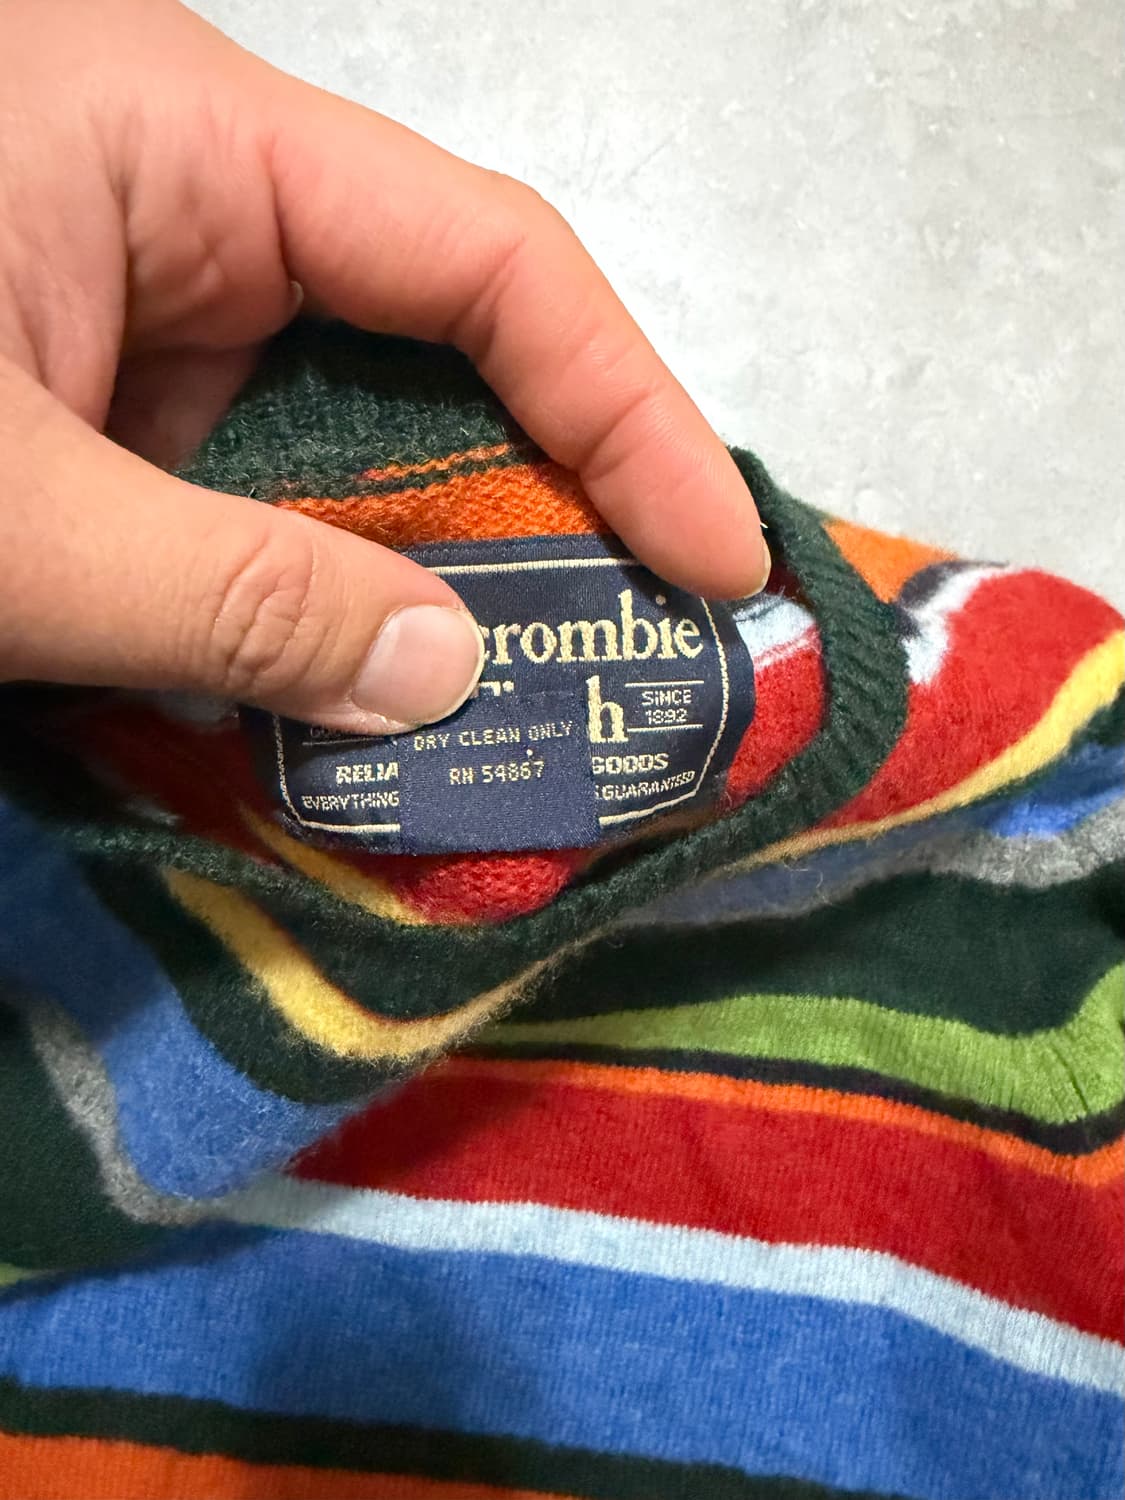 crombie
h
SINCE
1892
DRY CLEAN ONLY
RELIA
RN 54867
GOODS
EVERYTHING
GUARANTEED